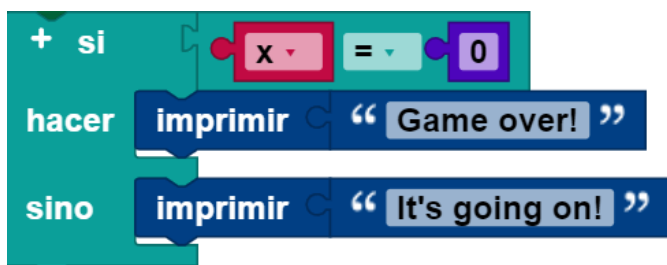 + si x = 0
hacer imprimir “ Game over! ”
sino imprimir “ It's going on! ”